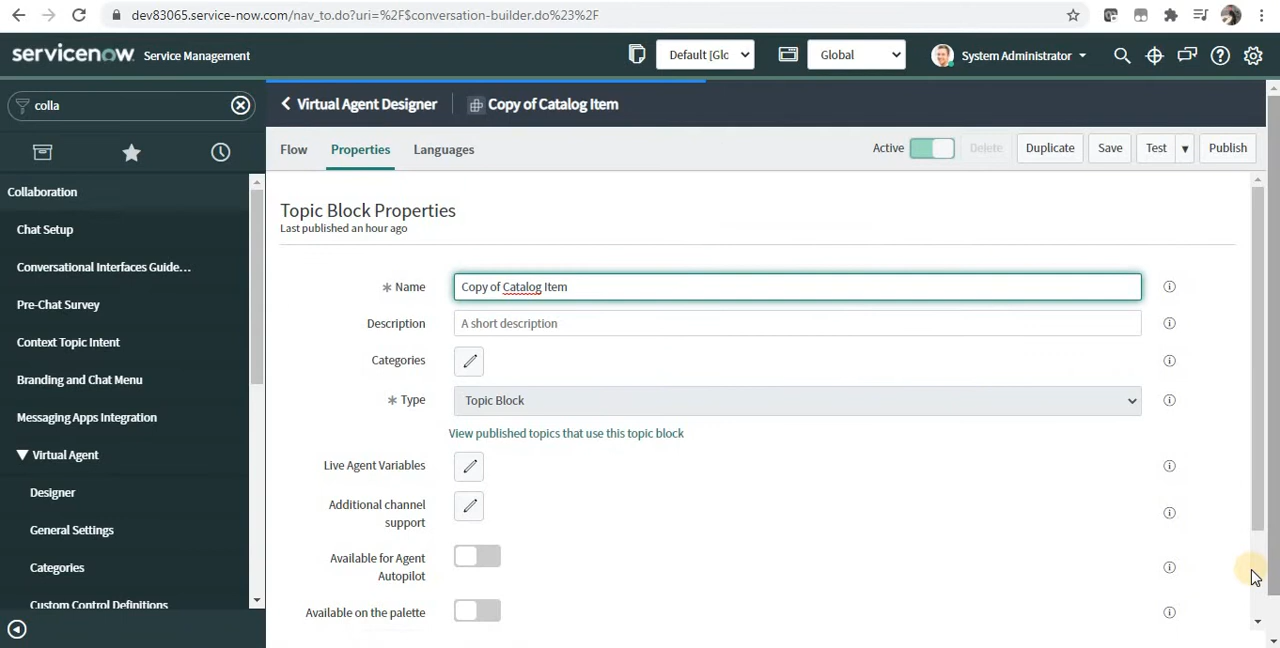 dev83065.service-now.com/nav_to.do?uri=%2F$conversation-builder.do%23%2F
servicenow Service Management
Default [Glc
Global
System Administrator
colla
Virtual Agent Designer
Copy of Catalog Item
Flow
Properties
Languages
Active
Delete
Duplicate
Save
Test
Publish
Collaboration
Chat Setup
Conversational Interfaces Guide...
Pre-Chat Survey
Context Topic Intent
Branding and Chat Menu
Messaging Apps Integration
Virtual Agent
Designer
General Settings
Categories
Custom Control Definitions
Topic Block Properties
Last published an hour ago
Name
Copy of Catalog Item
Description
A short description
Categories
Type
Topic Block
View published topics that use this topic block
Live Agent Variables
Additional channel
support
Available for Agent
Autopilot
Available on the palette